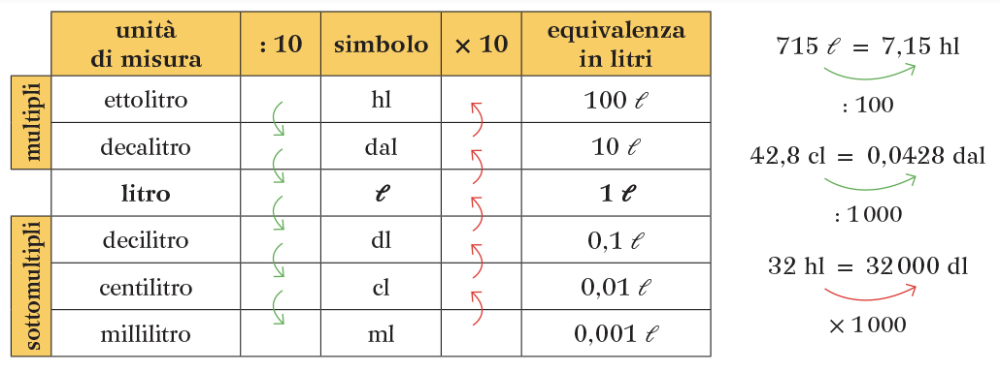 unità di misura : 10 simbolo × 10 equivalenza in litri
multipli
ettolitro hl 100 ℓ
decalitro dal 10 ℓ
litro ℓ 1 ℓ
sottomultipli
decilitro dl 0,1 ℓ
centilitro cl 0,01 ℓ
millilitro ml 0,001 ℓ
715 ℓ = 7,15 hl
: 100
42,8 cl = 0,0428 dal
: 1000
32 hl = 32 000 dl
× 1000